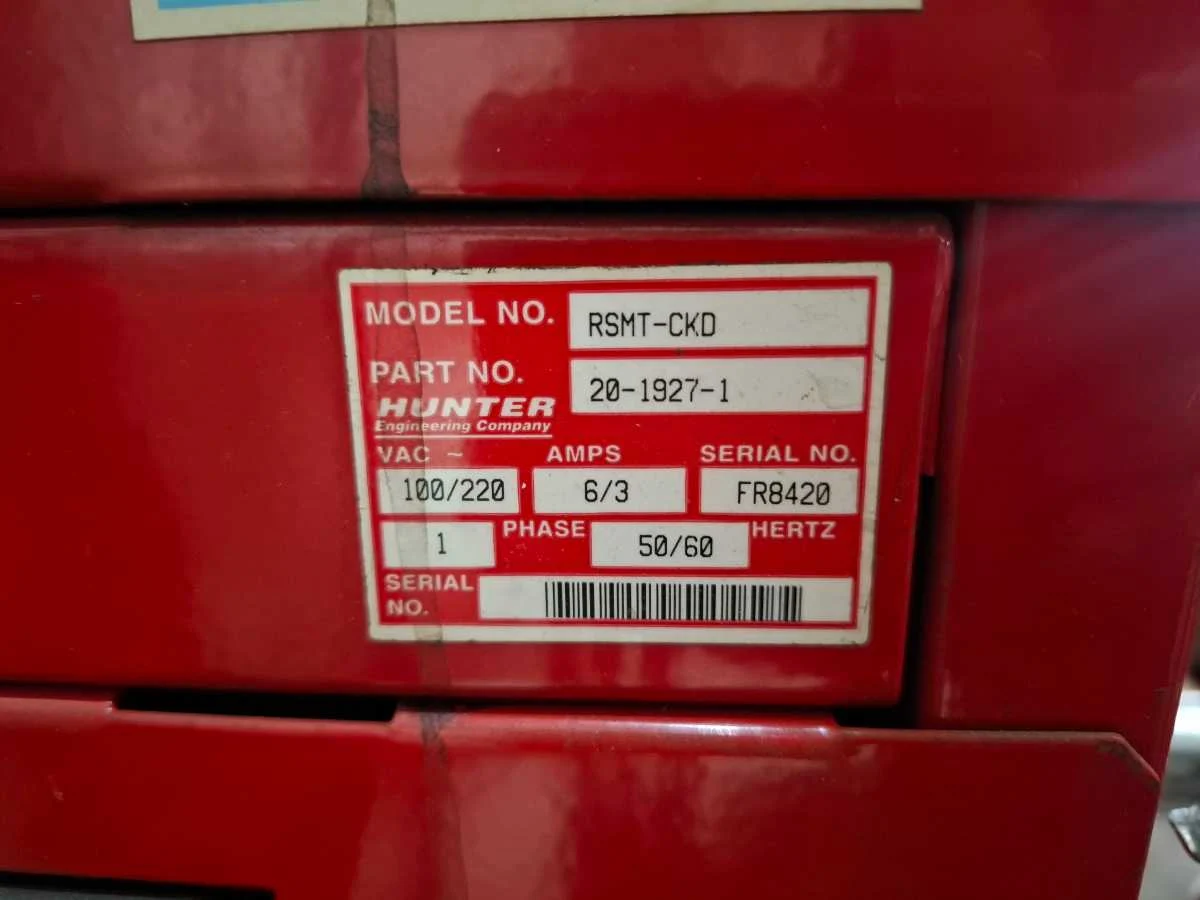 MODEL NO. RSMT-CKD
PART NO. 20-1927-1
HUNTER
Engineering Company
VAC ~ AMPS SERIAL NO.
100/220 6/3 FR8420
1 PHASE 50/60 HERTZ
SERIAL
NO.